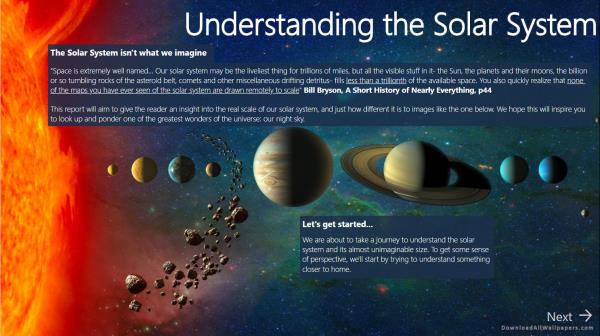 Understanding the Solar System
The Solar System isn't what we imagine
"Space is extremely well named... Our solar system may be the liveliest thing for trillions of miles, but all the visible stuff in it- the Sun, the planets and their moons, the billion
or so tumbling rocks of the asteroid belt, comets and other miscellaneous drifting detritus- fills less than a trillionth of the available space. You also quickly realize that none
of the maps you have ever seen of the solar system are drawn remotely to scale" Bill Bryson, A Short History of Nearly Everything, p44
This report will aim to give the reader an insight into the real scale of our solar system, and just how different it is to images like the one below. We hope this will inspire you
to look up and ponder one of the greatest wonders of the universe: our night sky.
Let's get started...
We are about to take a journey to understand the solar
system and its almost unimaginable size. To get some sense
of perspective, we'll start by trying to understand something
closer to home.
Next
DownloadAllWallpapers.com